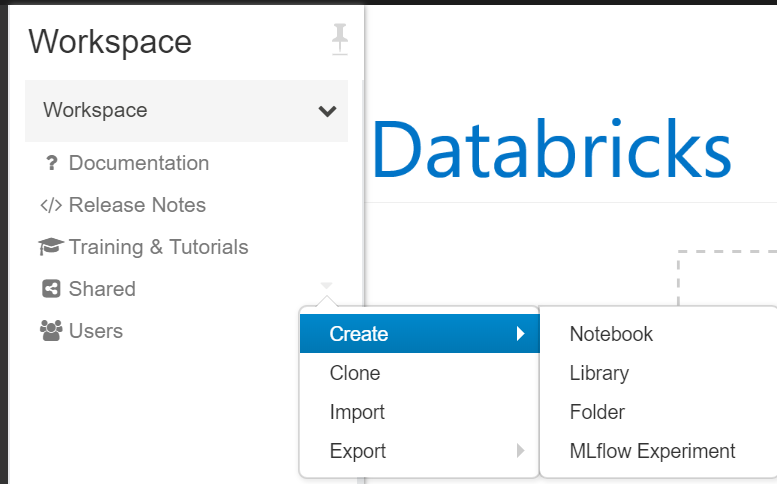 Workspace
Workspace
Databricks
? Documentation
</> Release Notes
Training & Tutorials
Shared
Users
Create
Clone
Import
Export
Notebook
Library
Folder
MLflow Experiment